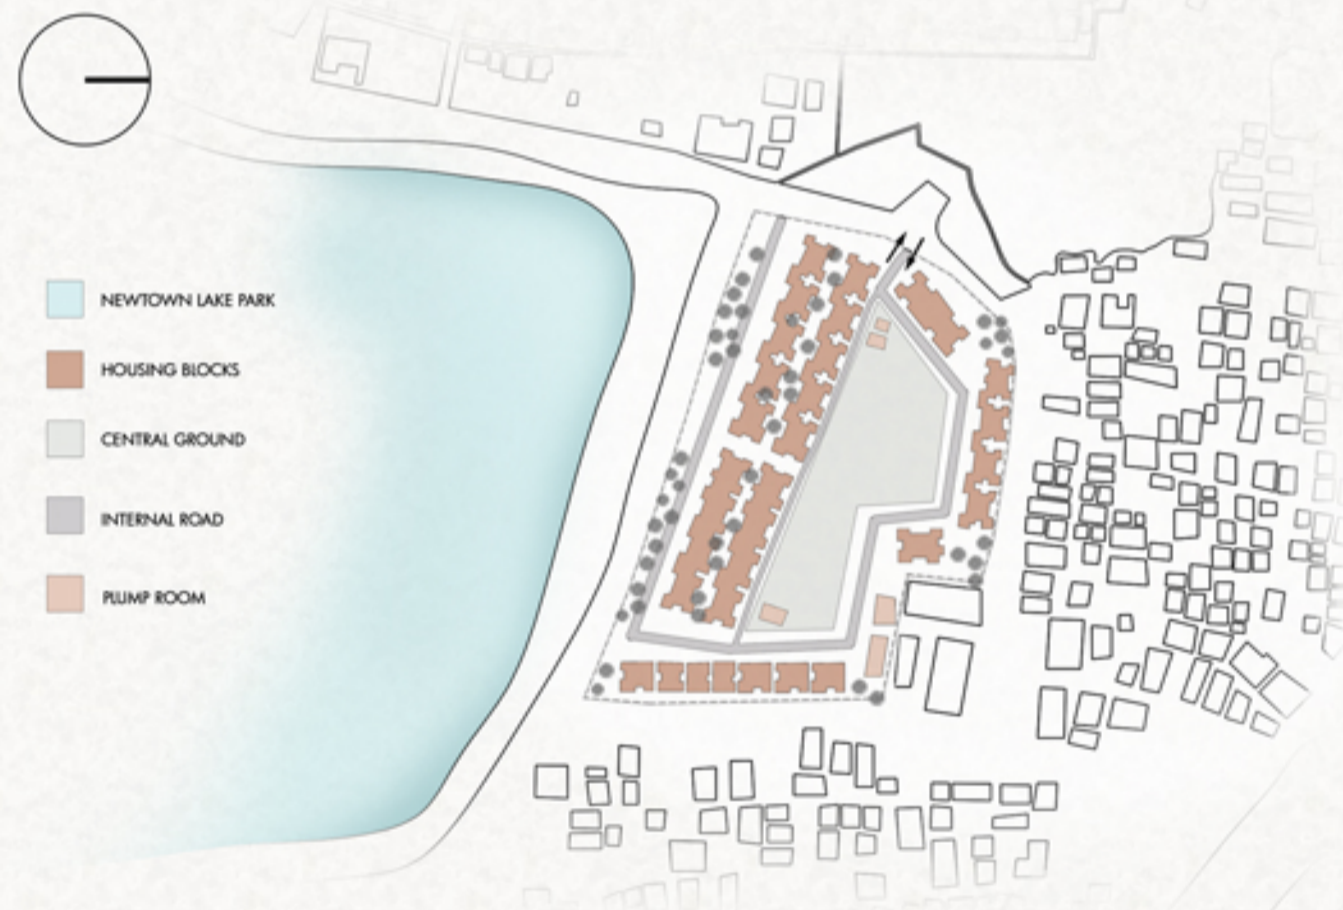 NEWTOWN LAKE PARK
HOUSING BLOCKS
CENTRAL GROUND
INTERNAL ROAD
PLUMP ROOM